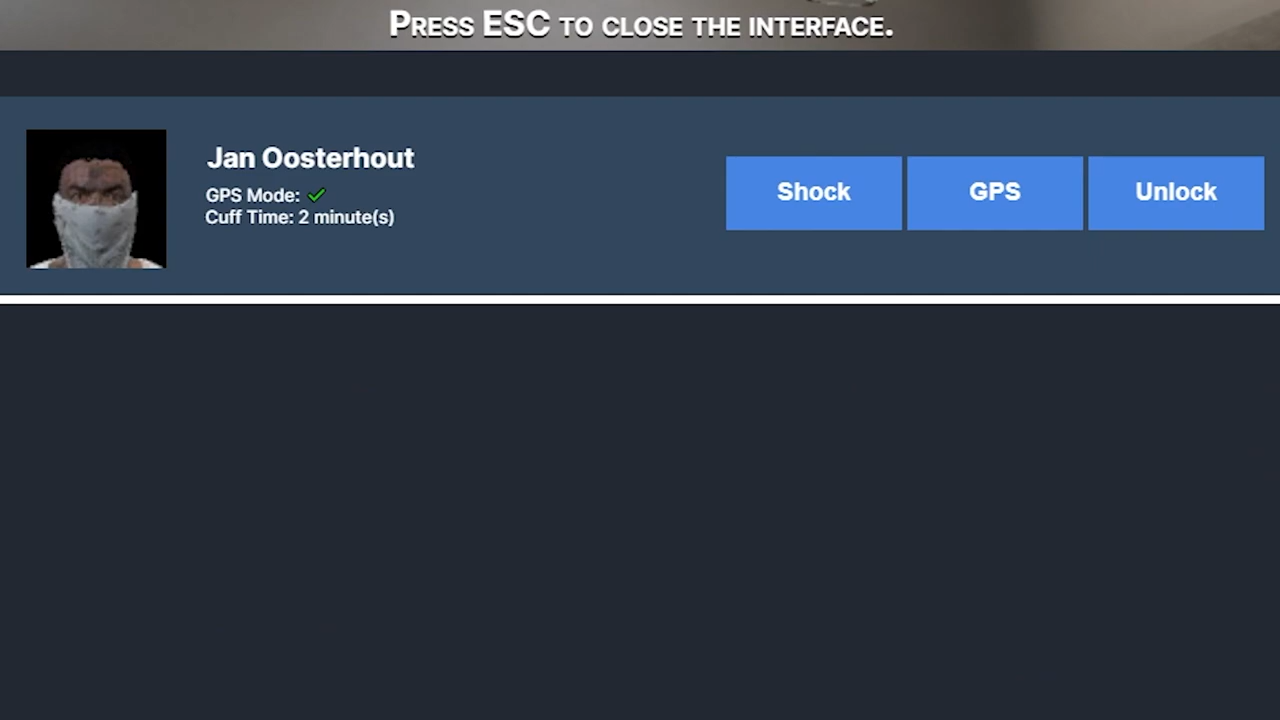 Press ESC to close the interface.
Jan Oosterhout
GPS Mode:
Cuff Time: 2 minute(s)
Shock
GPS
Unlock